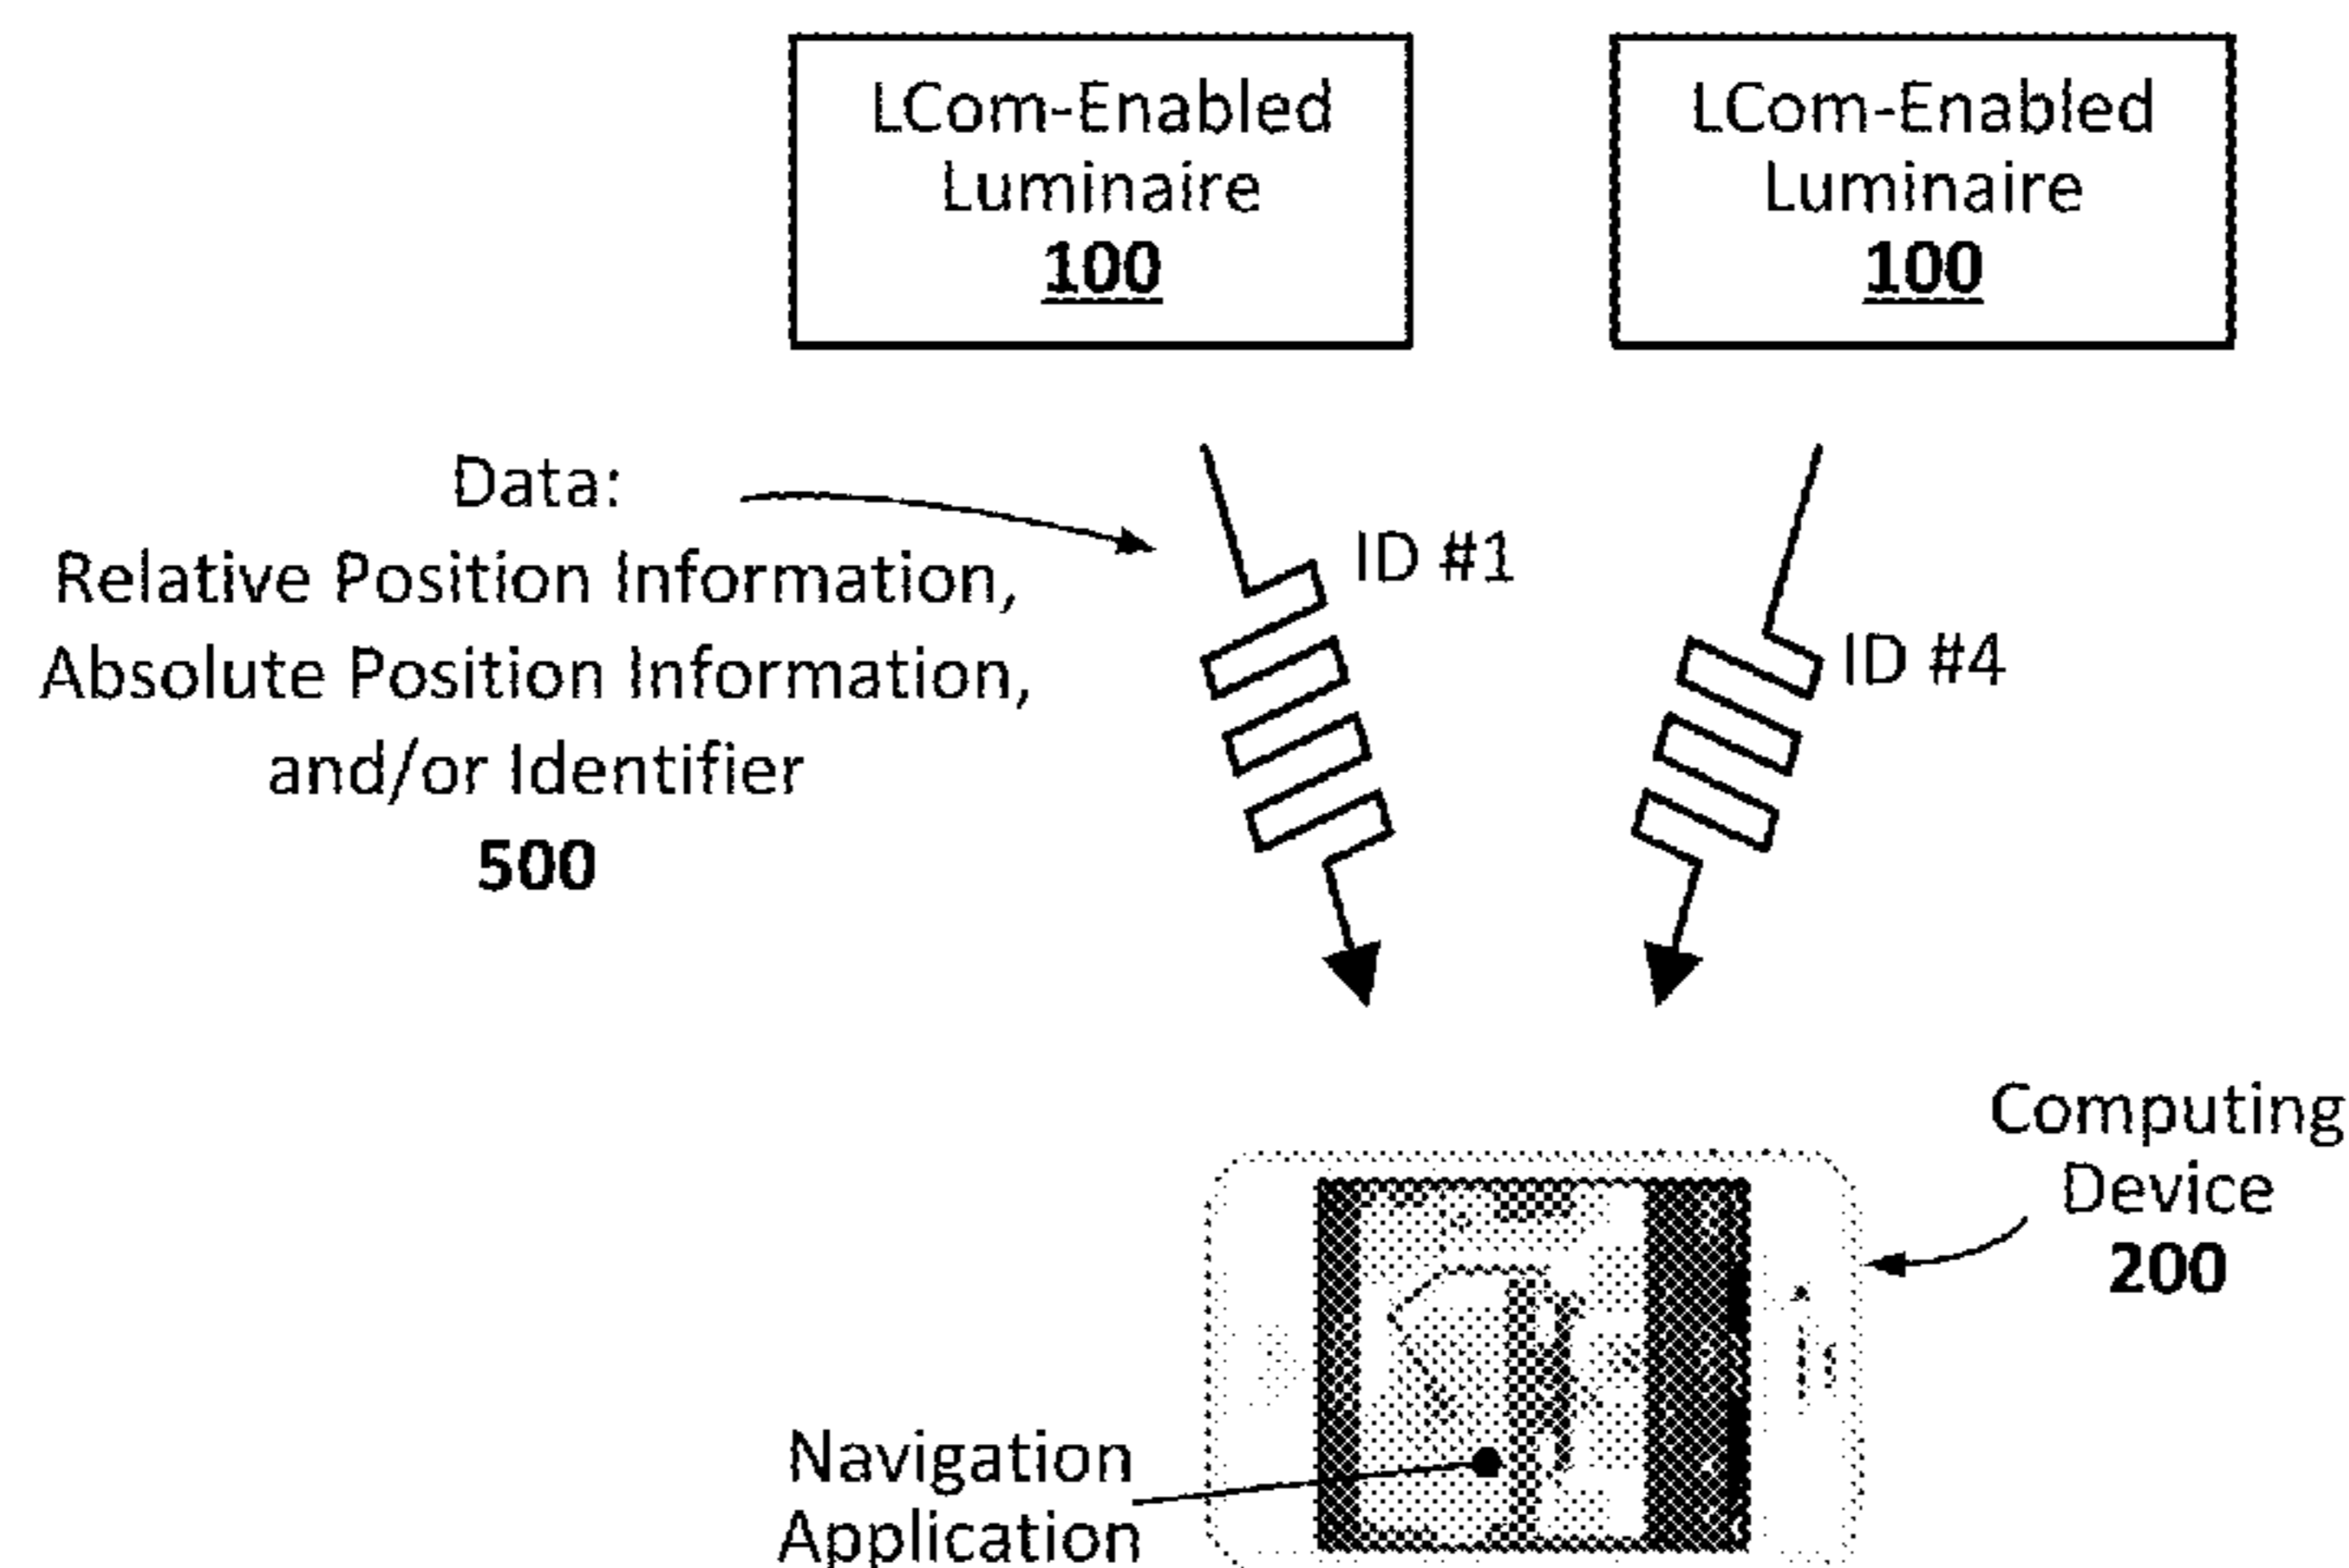 LCom-Enabled
Luminaire
100
LCom-Enabled
Luminaire
100
Data:
Relative Position Information,
Absolute Position Information,
and/or Identifier
500
ID #1
ID #4
Computing
Device
200
Navigation
Application